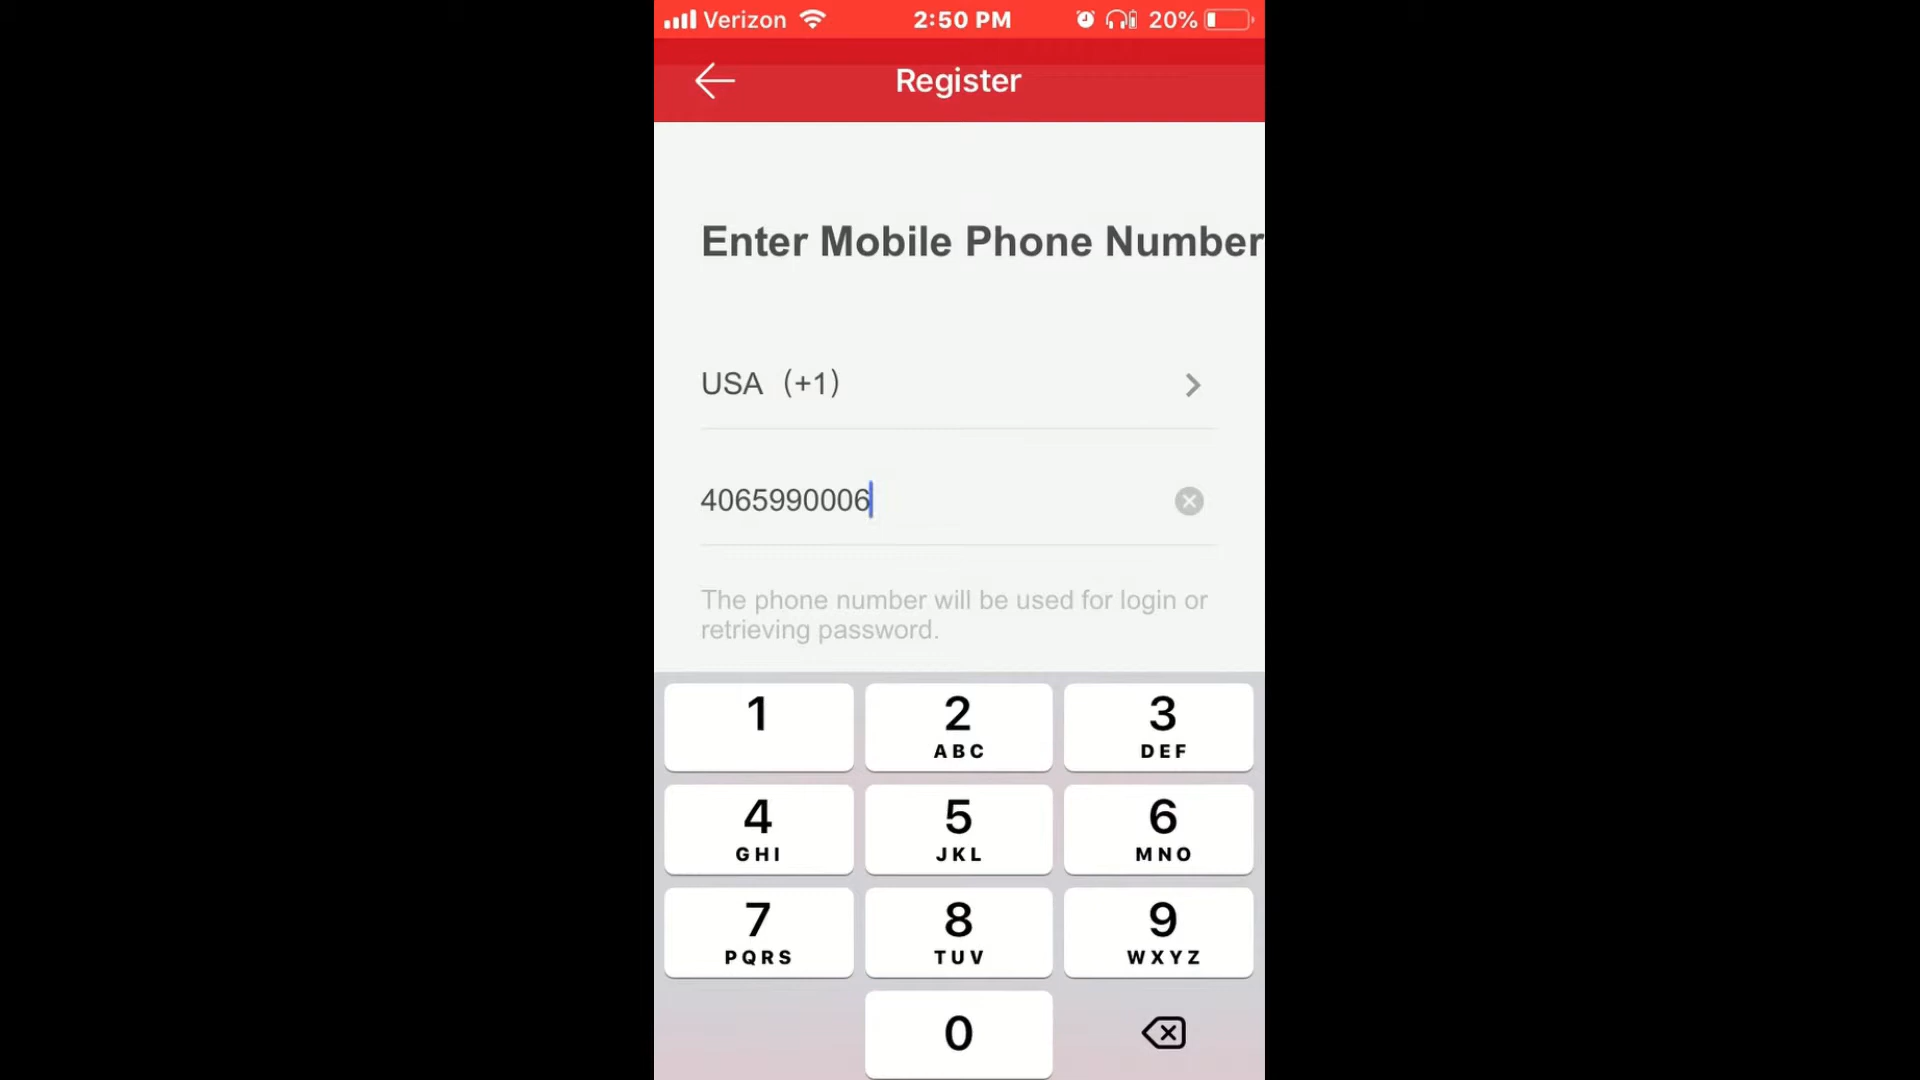 Verizon 2:50 PM 20%
Register
Enter Mobile Phone Number
USA (+1)
4065990006
The phone number will be used for login or
retrieving password.
1 2 3
ABC DEF
4 5 6
GHI JKL MNO
7 8 9
PQRS TUV WXYZ
0